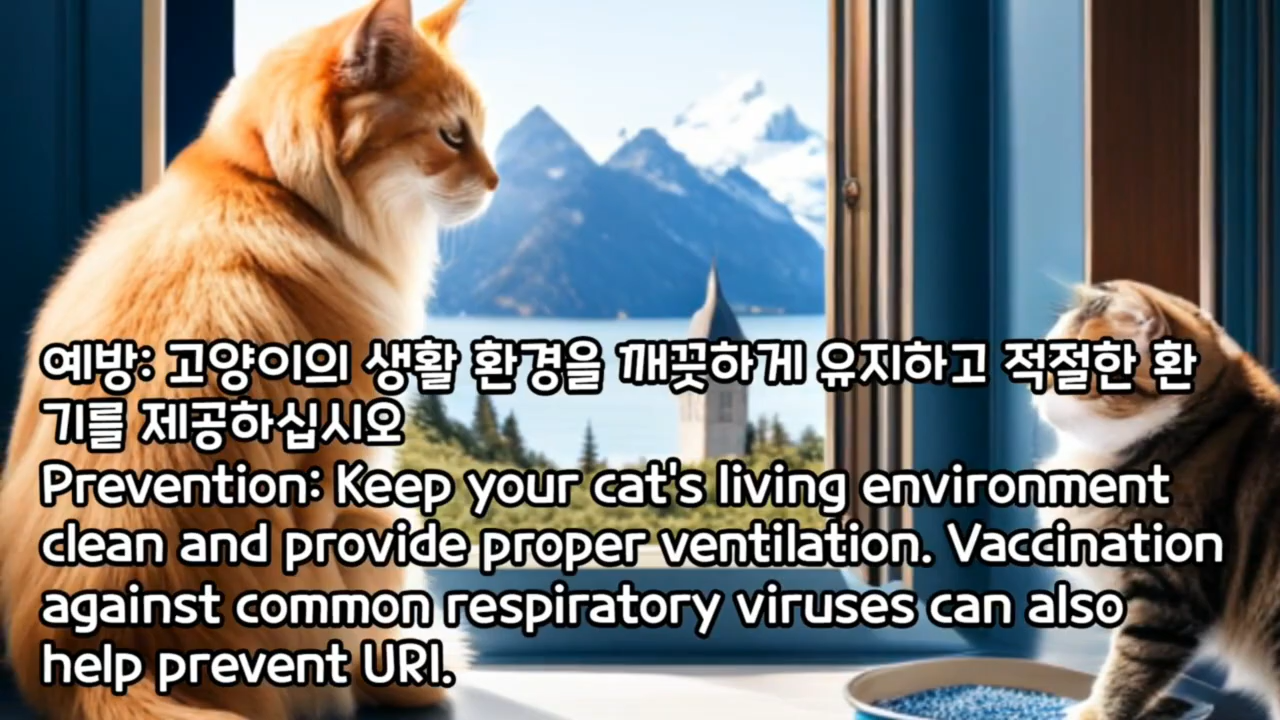 예방: 고양이의 생활 환경을 깨끗하게 유지하고 적절한 환
기를 제공하십시오
Prevention: Keep your cat's living environment
clean and provide proper ventilation. Vaccination
against common respiratory viruses can also
help prevent URI.